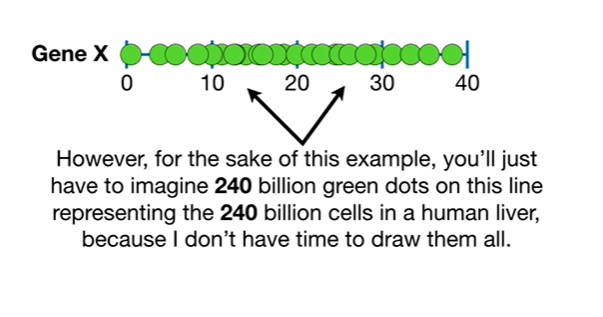 Gene X
0 10 20 30 40
However, for the sake of this example, you’ll just
have to imagine 240 billion green dots on this line
representing the 240 billion cells in a human liver,
because I don’t have time to draw them all.